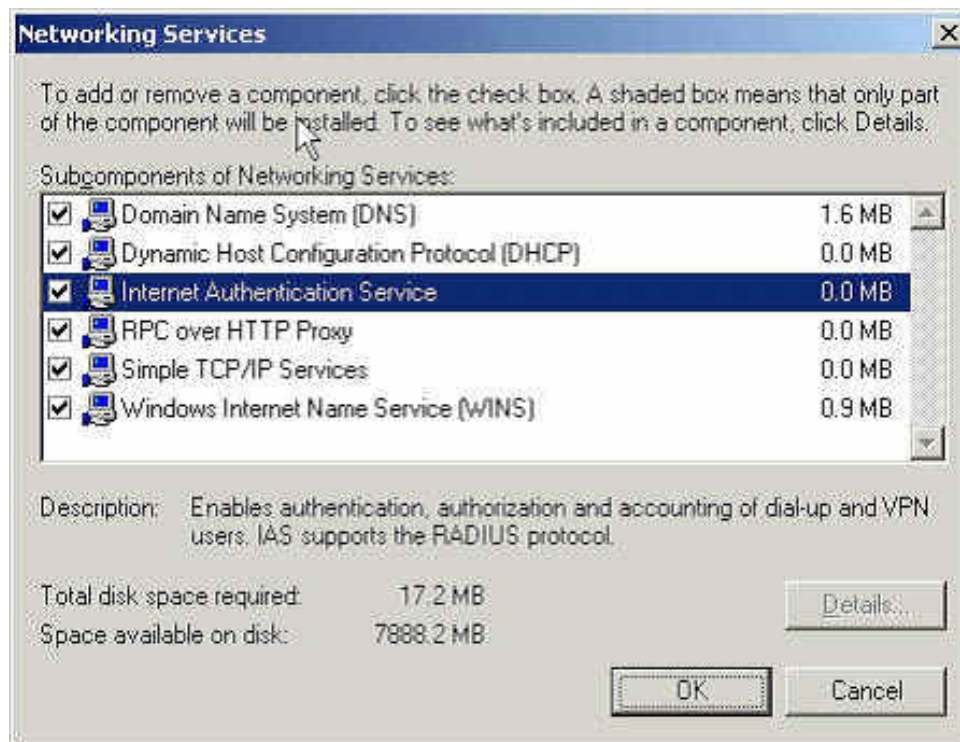 Networking Services
To add or remove a component, click the check box. A shaded box means that only part
of the component will be installed. To see what's included in a component, click Details.
Subcomponents of Networking Services:
Domain Name System (DNS) 1.6 MB
Dynamic Host Configuration Protocol (DHCP) 0.0 MB
Internet Authentication Service 0.0 MB
RPC over HTTP Proxy 0.0 MB
Simple TCP/IP Services 0.0 MB
Windows Internet Name Service (WINS) 0.9 MB
Description: Enables authentication, authorization and accounting of dial-up and VPN
users. IAS supports the RADIUS protocol.
Total disk space required: 17.2 MB
Space available on disk: 7888.2 MB
Details...
OK Cancel